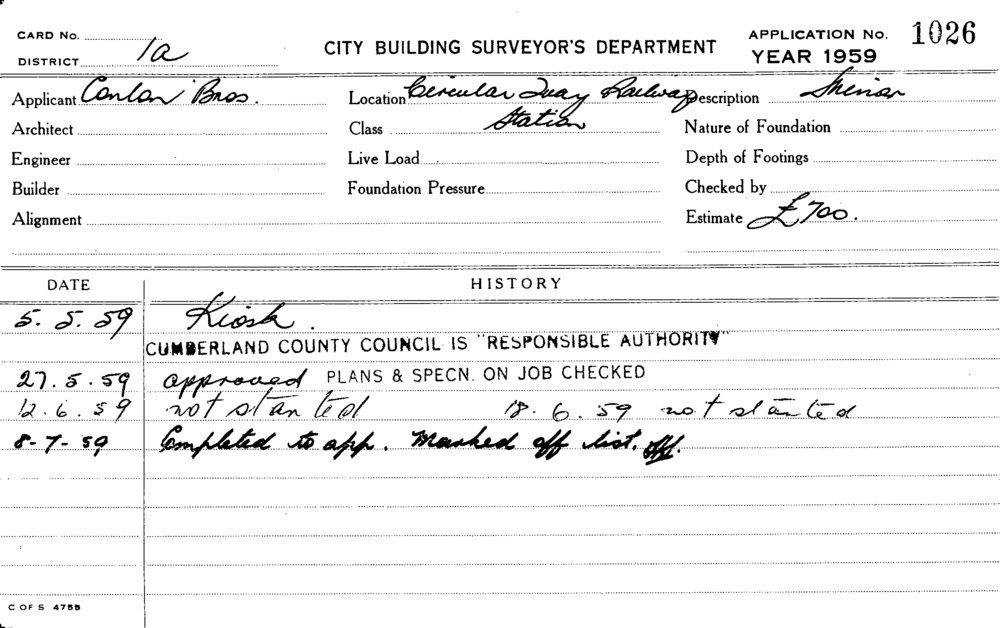 CARD No. APPLICATION No. 1026
DISTRICT 1a CITY BUILDING SURVEYOR'S DEPARTMENT YEAR 1959
Applicant Conlon Bros. Location Circular Quay Railway Description Minor
Architect Class Station Nature of Foundation
Engineer Live Load Depth of Footings
Builder Foundation Pressure Checked by
Alignment Estimate £700.
DATE HISTORY
5. 5. 59 Kiosk.
CUMBERLAND COUNTY COUNCIL IS "RESPONSIBLE AUTHORITY"
27. 5. 59 approved PLANS & SPECN. ON JOB CHECKED
12. 6. 59 not started 18. 6. 59 not started
8-7-59 Completed to app. Marked off list.
C OF S 4755